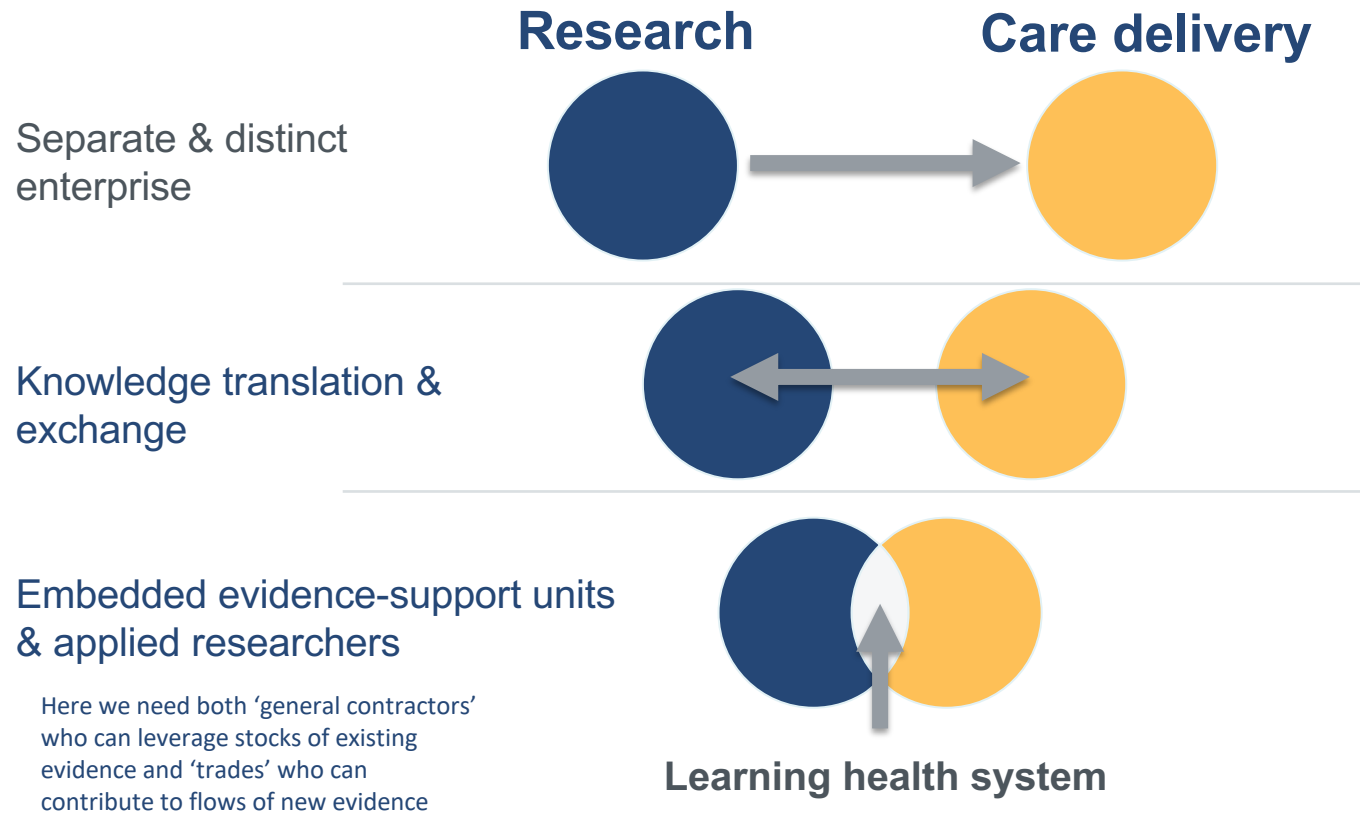 Research
Care delivery
Separate & distinct
enterprise
Knowledge translation &
exchange
Embedded evidence-support units
& applied researchers
Here we need both ‘general contractors’
who can leverage stocks of existing
evidence and ‘trades’ who can
contribute to flows of new evidence
Learning health system